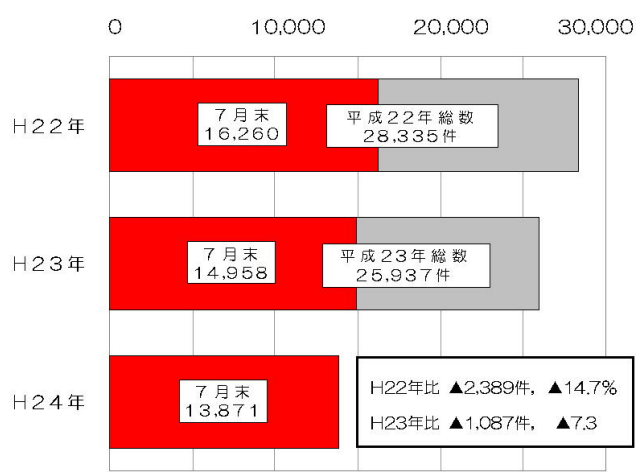 ０ 10,000 20,000 30,000
Ｈ２２年
７月末
１６,２６０
平成２２年総数
２８,３３５件
Ｈ２３年
７月末
１４,９５８
平成２３年総数
２５,９３７件
Ｈ２４年
７月末
１３,８７１
H22年比 ▲2,389件, ▲14.7%
H23年比 ▲1,087件, ▲7.3